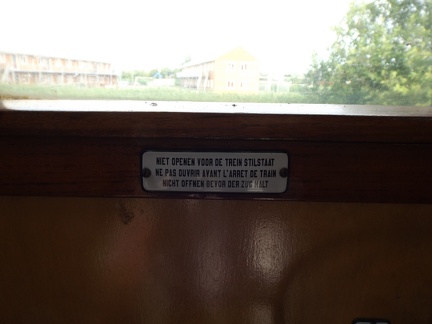 NIET OPENEN VOOR DE TREIN STILSTAAT
NE PAS OUVRIR AVANT L'ARRET DE TRAIN
NICHT OFFNEN BEVOR DER ZUG HALT